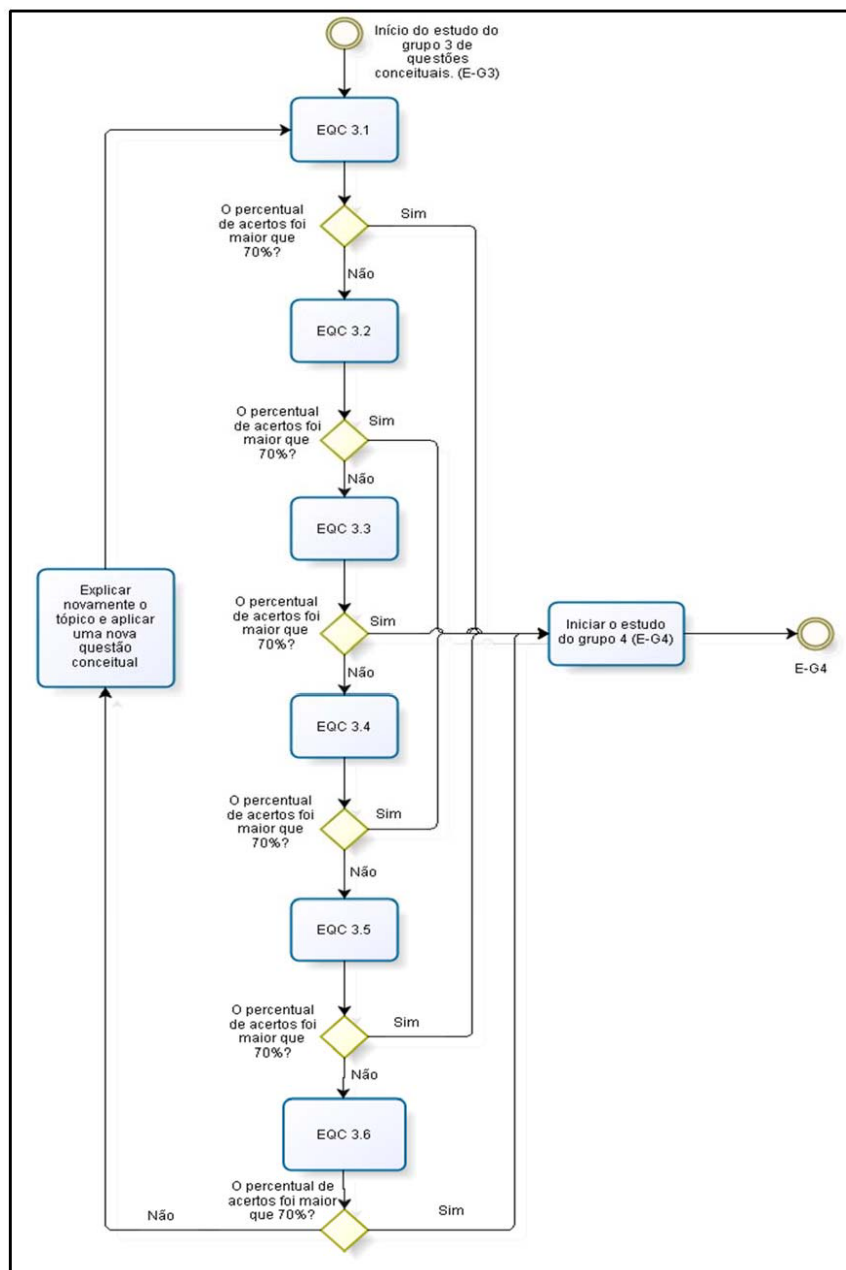 Início do estudo do
grupo 3 de
questões
conceituais. (E-G3)
EQC 3.1
O percentual
de acertos foi
maior que
70%?
Sim
Não
EQC 3.2
O percentual
de acertos foi
maior que
70%?
Sim
Não
EQC 3.3
Explicar
novamente o
tópico e aplicar
uma nova
questão
conceitual
O percentual
de acertos foi
maior que
70%?
Sim
Iniciar o estudo
do grupo 4 (E-G4)
E-G4
Não
EQC 3.4
O percentual
de acertos foi
maior que
70%?
Sim
Não
EQC 3.5
O percentual
de acertos foi
maior que
70%?
Sim
Não
EQC 3.6
O percentual de
acertos foi maior
que 70%?
Não
Sim